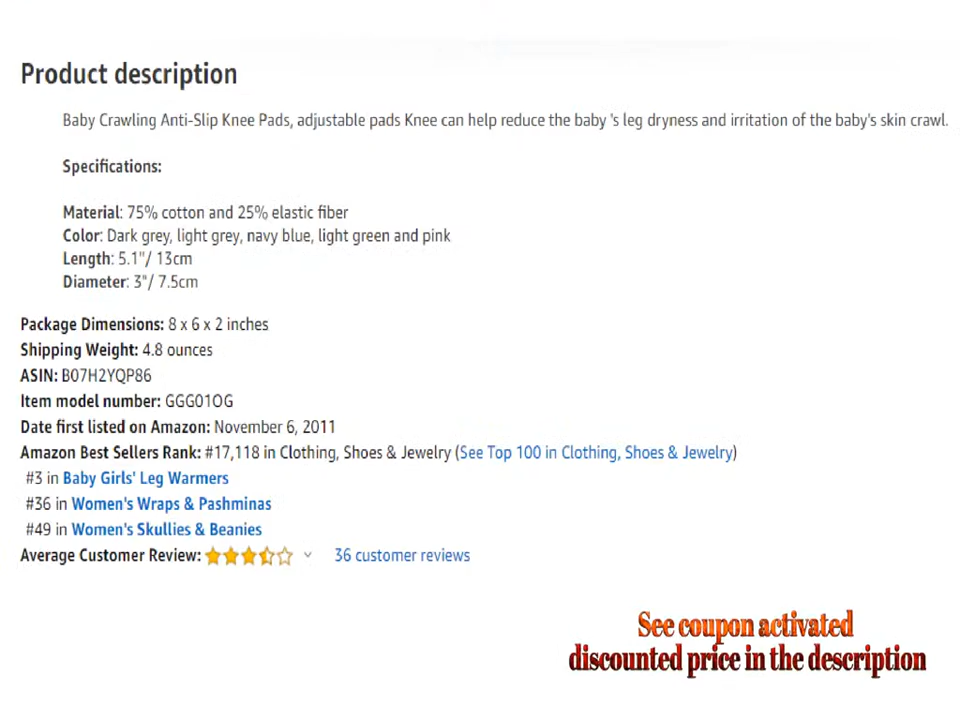 Product description
Baby Crawling Anti-Slip Knee Pads, adjustable pads Knee can help reduce the baby 's leg dryness and irritation of the baby's skin crawl.
Specifications:
Material: 75% cotton and 25% elastic fiber
Color: Dark grey, light grey, navy blue, light green and pink
Length: 5.1"/ 13cm
Diameter: 3"/ 7.5cm
Package Dimensions: 8 x 6 x 2 inches
Shipping Weight: 4.8 ounces
ASIN: B07H2YQP86
Item model number: GGG01OG
Date first listed on Amazon: November 6, 2011
Amazon Best Sellers Rank: #17,118 in Clothing, Shoes & Jewelry (See Top 100 in Clothing, Shoes & Jewelry)
#3 in Baby Girls' Leg Warmers
#36 in Women's Wraps & Pashminas
#49 in Women's Skullies & Beanies
Average Customer Review: 36 customer reviews
See coupon activated
discounted price in the description